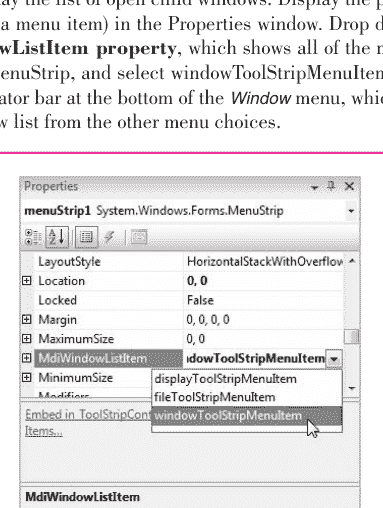 lay the list of open child windows. Display the p
a menu item) in the Properties window. Drop d
wListItem property, which shows all of the m
enuStrip, and select windowToolStripMenuItem
ator bar at the bottom of the Window menu, whic
w list from the other menu choices.
Properties
menuStrip1 System.Windows.Forms.MenuStrip
LayoutStyle HorizontalStackWithOverflow
Location 0, 0
Locked False
Margin 0, 0, 0, 0
MaximumSize 0, 0
MdiWindowListItem dowToolStripMenuItem
MinimumSize displayToolStripMenuItem
Modifiers fileToolStripMenuItem
Embed in ToolStripCont windowToolStripMenuItem
Items...
MdiWindowListItem